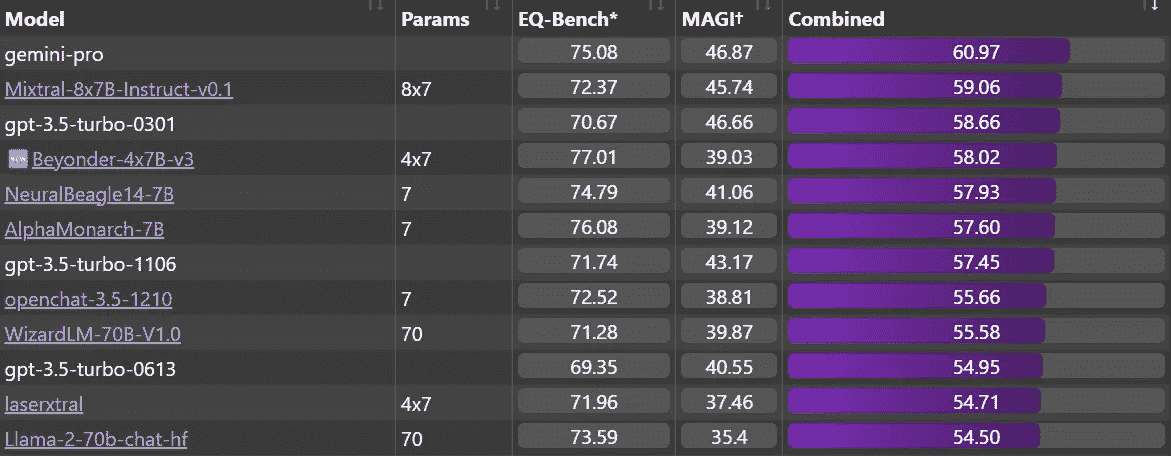 Model Params EQ-Bench* MAGI† Combined
gemini-pro 75.08 46.87 60.97
Mixtral-8x7B-Instruct-v0.1 8x7 72.37 45.74 59.06
gpt-3.5-turbo-0301 70.67 46.66 58.66
NEW Beyonder-4x7B-v3 4x7 77.01 39.03 58.02
NeuralBeagle14-7B 7 74.79 41.06 57.93
AlphaMonarch-7B 7 76.08 39.12 57.60
gpt-3.5-turbo-1106 71.74 43.17 57.45
openchat-3.5-1210 7 72.52 38.81 55.66
WizardLM-70B-V1.0 70 71.28 39.87 55.58
gpt-3.5-turbo-0613 69.35 40.55 54.95
laserxtral 4x7 71.96 37.46 54.71
Llama-2-70b-chat-hf 70 73.59 35.4 54.50